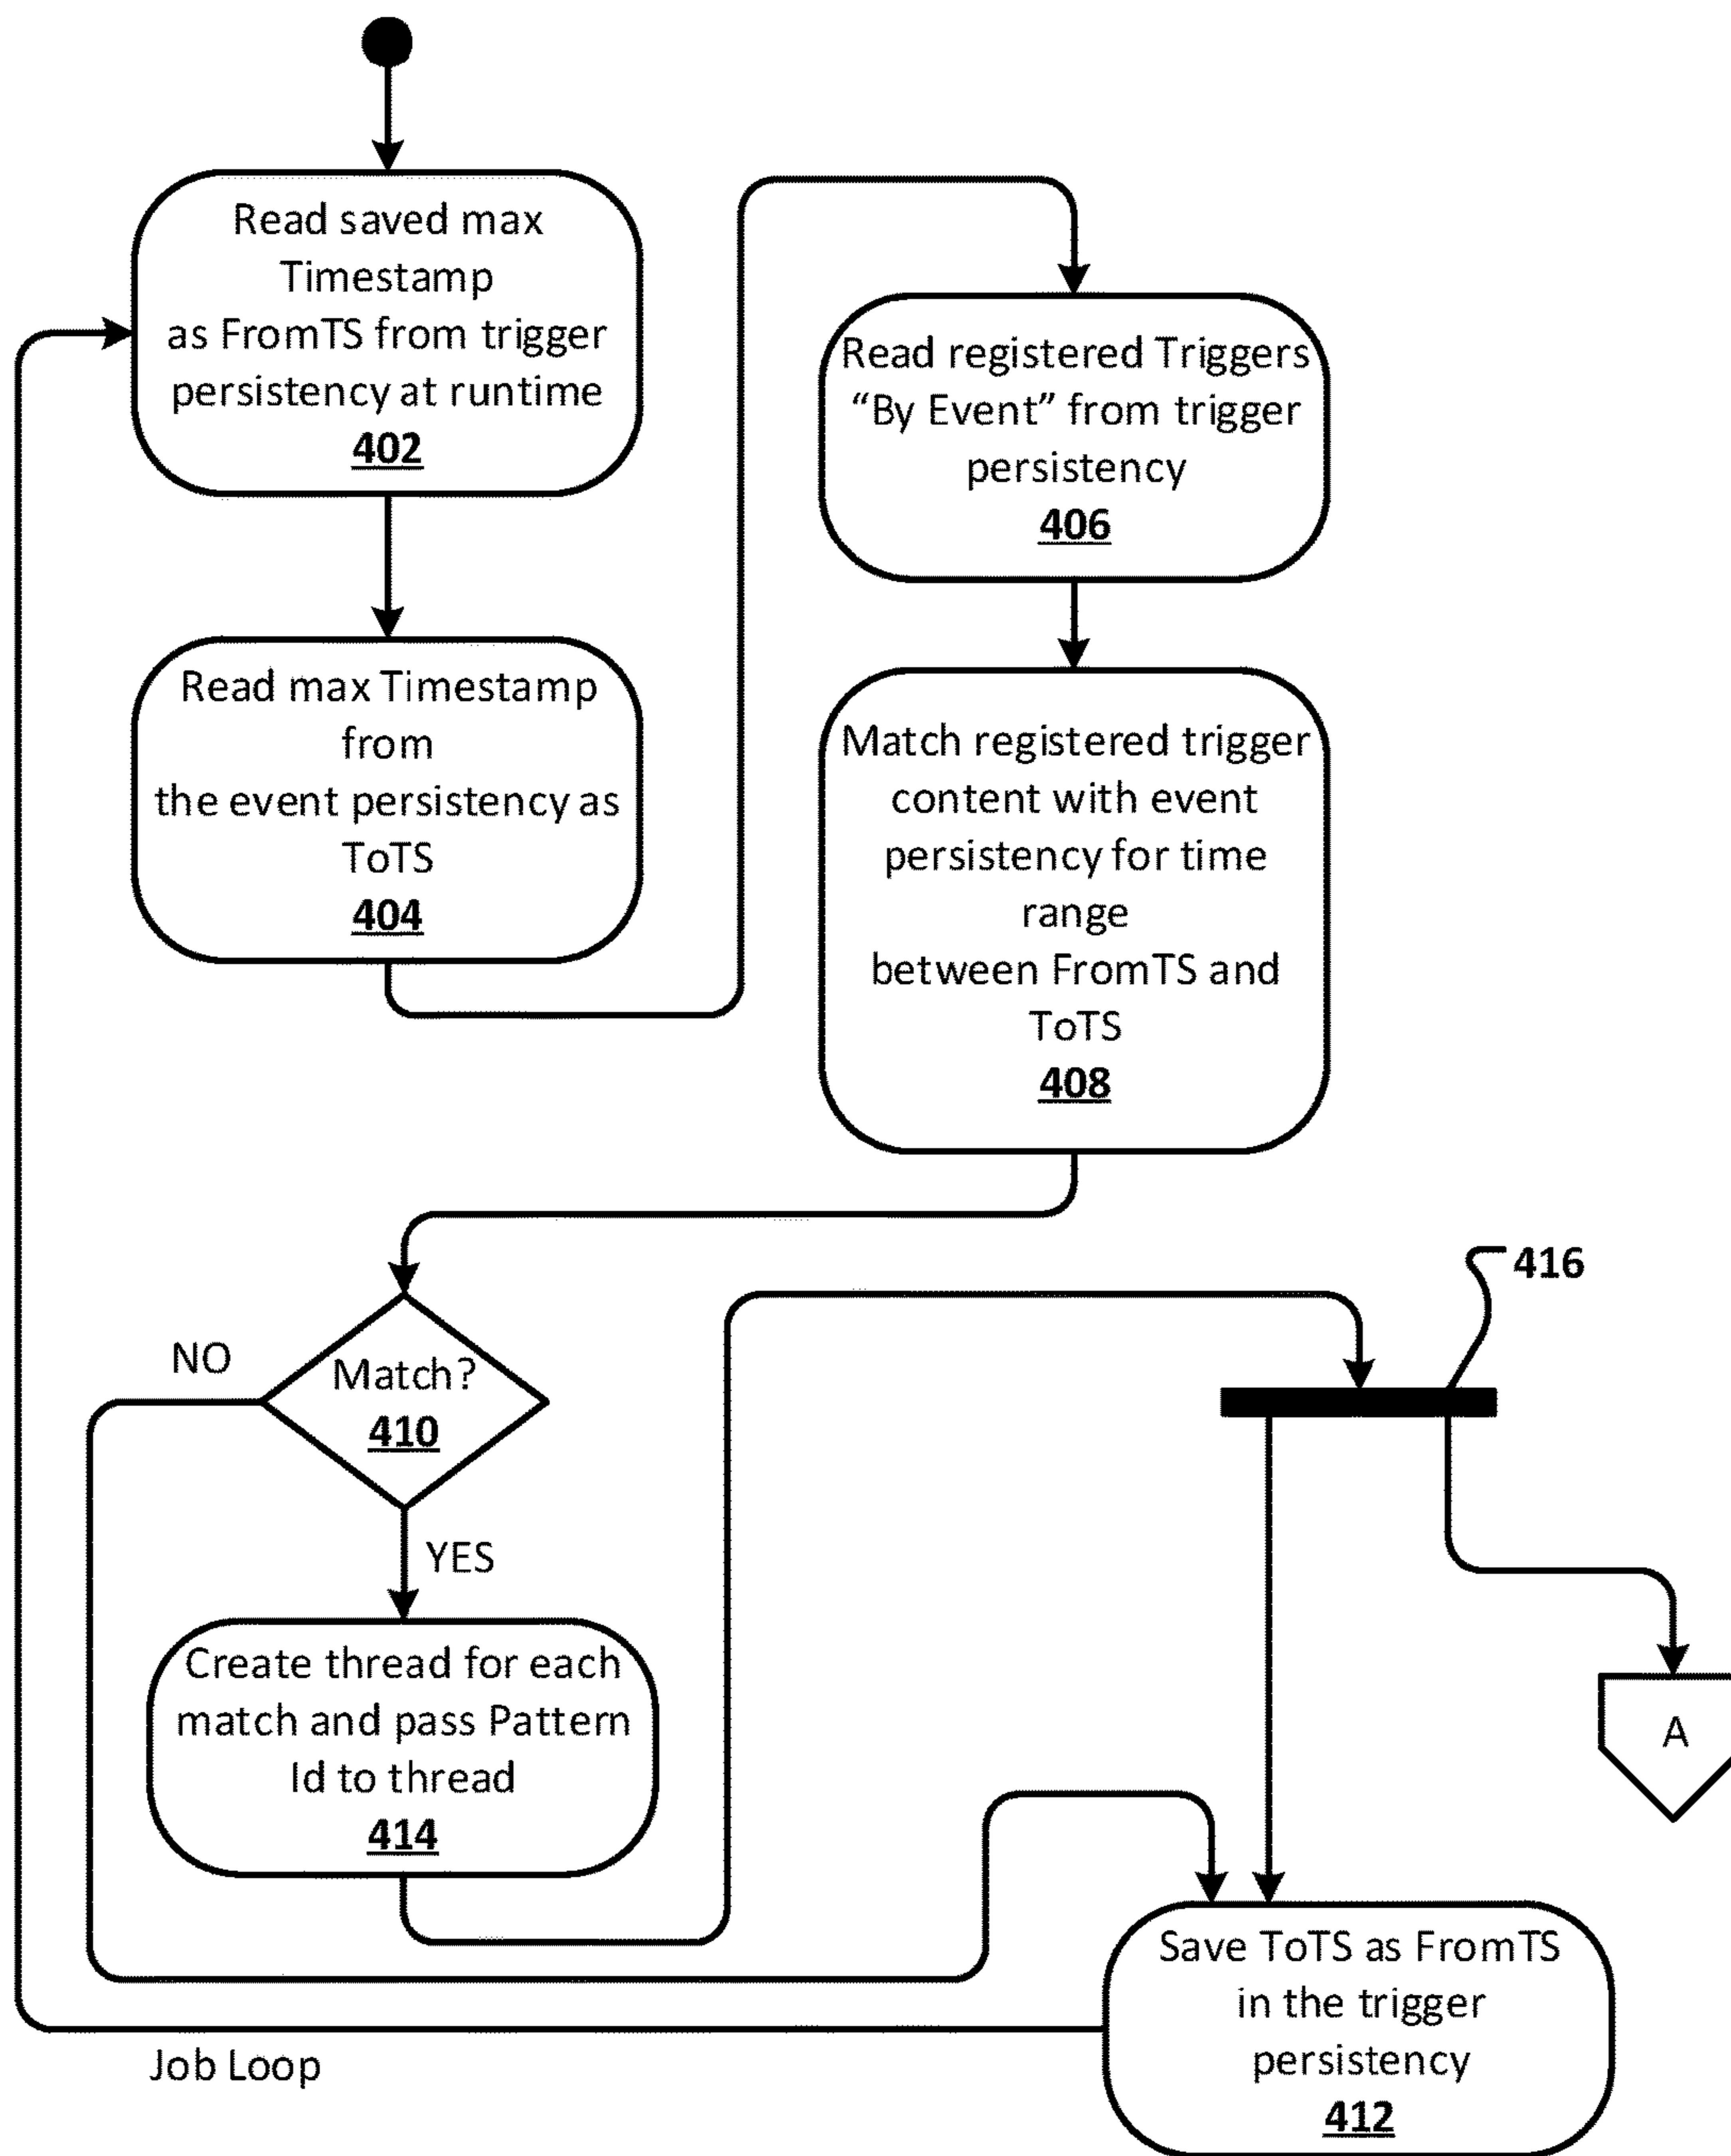 Read saved max
Timestamp
as FromTS from trigger
persistency at runtime
402
Read max Timestamp
from
the event persistency as
ToTS
404
Read registered Triggers
“By Event” from trigger
persistency
406
Match registered trigger
content with event
persistency for time
range
between FromTS and
ToTS
408
NO
Match?
410
YES
Create thread for each
match and pass Pattern
Id to thread
414
416
A
Save ToTS as FromTS
in the trigger
persistency
412
Job Loop